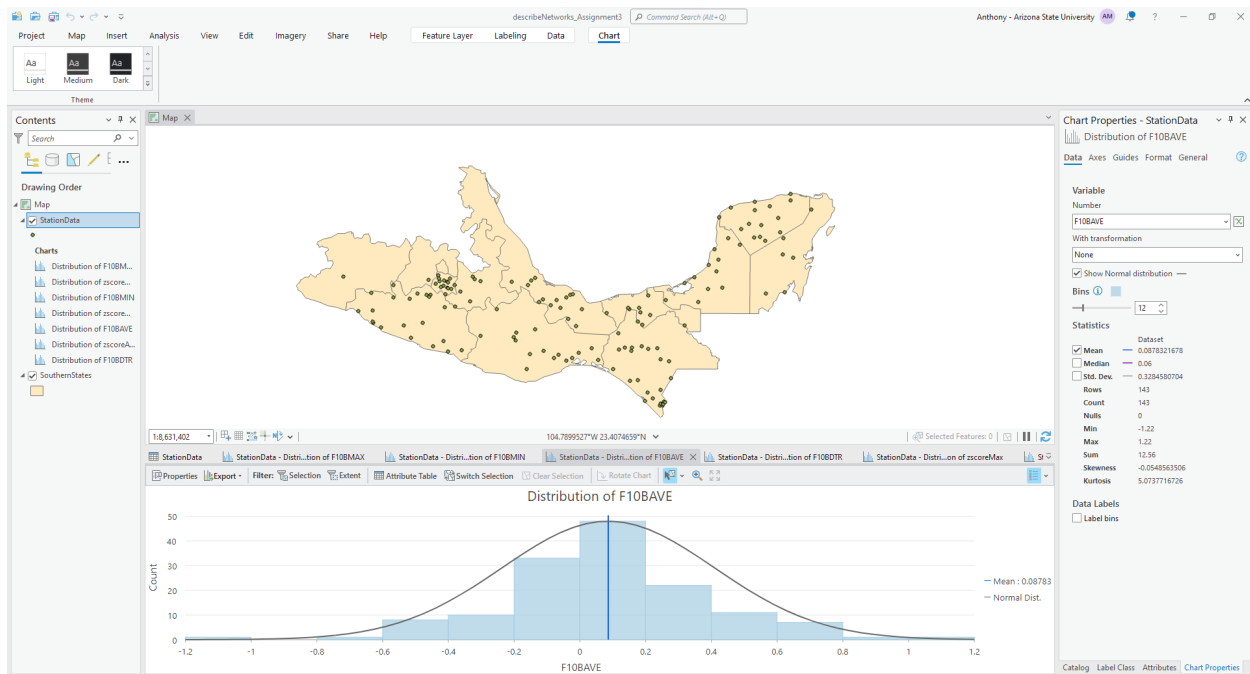 describeNetworks_Assignment3
Command Search (Alt+Q)
Anthony - Arizona State University
AM
?
Project Map Insert Analysis View Edit Imagery Share Help Feature Layer Labeling Data Chart
Aa Aa Aa
Light Medium Dark
Theme
Contents
Search
Drawing Order
Map
StationData
Charts
Distribution of F10BM...
Distribution of zscore...
Distribution of F10BMIN
Distribution of zscore...
Distribution of F10BAVE
Distribution of zscoreA...
Distribution of F10BDTR
SouthernStates
Map
1:8,631,402
104.7899527°W 23.4074659°N
Selected Features: 0
StationData
StationData - Distri...tion of F10BMAX
StationData - Distri...tion of F10BMIN
StationData - Distri...tion of F10BAVE
StationData - Distri...tion of F10BDTR
StationData - Distri...on of zscoreMax
Properties Export Filter: Selection Extent Attribute Table Switch Selection Clear Selection Rotate Chart
Distribution of F10BAVE
Count
50
40
30
20
10
0
-1.2 -1 -0.8 -0.6 -0.4 -0.2 0 0.2 0.4 0.6 0.8 1 1.2
F10BAVE
Mean : 0.08783
Normal Dist.
Chart Properties - StationData
Distribution of F10BAVE
Data Axes Guides Format General
?
Variable
Number
F10BAVE
With transformation
None
Show Normal distribution
Bins
12
Statistics
Dataset
Mean 0.0878321678
Median 0.06
Std. Dev. 0.3284580704
Rows 143
Count 143
Nulls 0
Min -1.22
Max 1.22
Sum 12.56
Skewness -0.0548563506
Kurtosis 5.0737716726
Data Labels
Label bins
Catalog Label Class Attributes Chart Properties